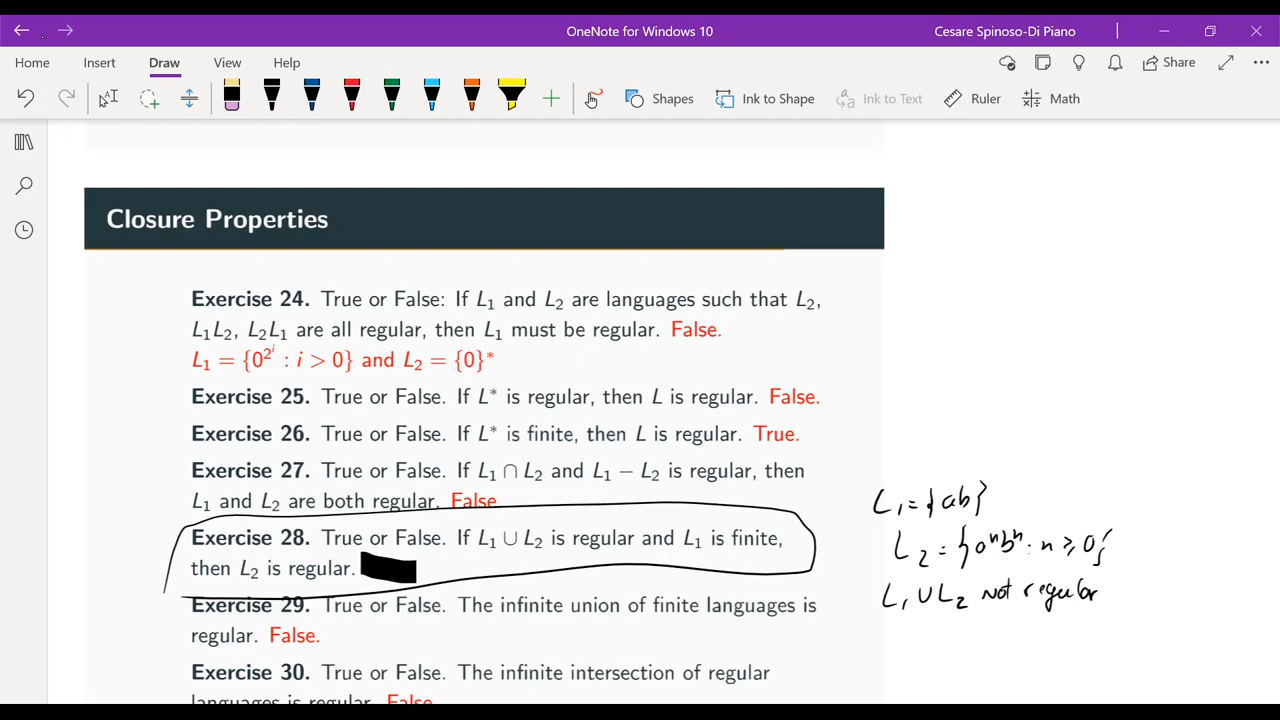 OneNote for Windows 10
Cesare Spinoso-Di Piano
Home Insert Draw View Help
Share
Shapes Ink to Shape Ink to Text Ruler Math
Closure Properties
Exercise 24. True or False: If L₁ and L₂ are languages such that L₂,
L₁L₂, L₂L₁ are all regular, then L₁ must be regular. False.
L₁ = {0^{2^i} : i > 0} and L₂ = {0}*
Exercise 25. True or False. If L* is regular, then L is regular. False.
Exercise 26. True or False. If L* is finite, then L is regular. True.
Exercise 27. True or False. If L₁ ∩ L₂ and L₁ − L₂ is regular, then
L₁ and L₂ are both regular. False
Exercise 28. True or False. If L₁ ∪ L₂ is regular and L₁ is finite,
then L₂ is regular.
Exercise 29. True or False. The infinite union of finite languages is
regular. False.
Exercise 30. True or False. The infinite intersection of regular
languages is regular. False
L₁ = {ab}
L₂ = {aⁿbⁿ : n ≥ 0}
L₁ ∪ L₂ not regular